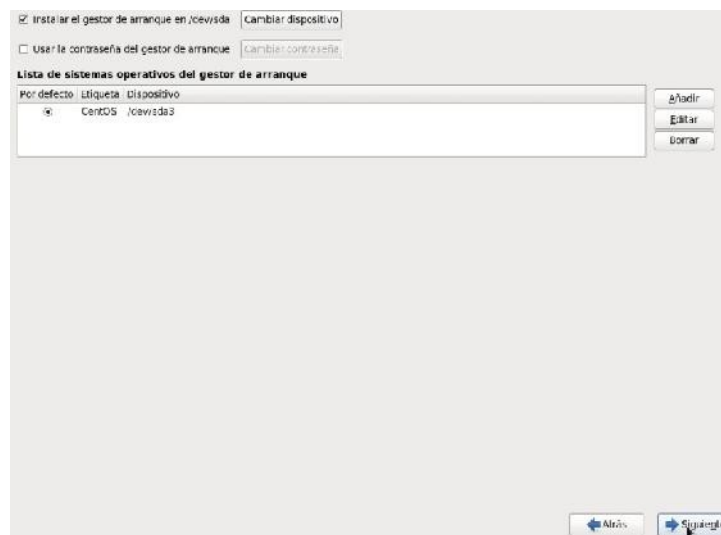 Instalar el gestor de arranque en /dev/sda Cambiar dispositivo
Usar la contraseña del gestor de arranque Cambiar contraseña
Lista de sistemas operativos del gestor de arranque
Por defecto Etiqueta Dispositivo
CentOS /dev/sda3
Añadir
Editar
Borrar
Atrás Siguient